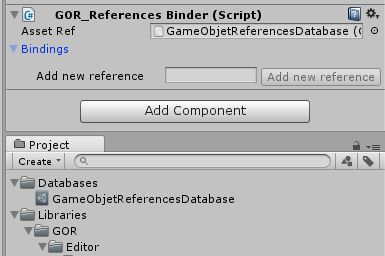 GOR_References Binder (Script)
Asset Ref GameObjetReferencesDatabase (
Bindings
Add new reference Add new reference
Add Component
Project
Create
Databases
GameObjetReferencesDatabase
Libraries
GOR
Editor